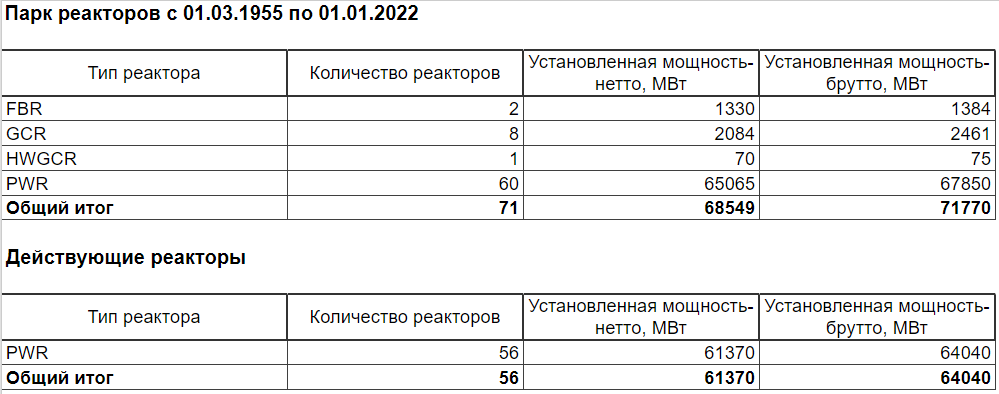 Парк реакторов с 01.03.1955 по 01.01.2022
Тип реактора Количество реакторов Установленная мощность-нетто, МВт Установленная мощность-брутто, МВт
FBR 2 1330 1384
GCR 8 2084 2461
HWGCR 1 70 75
PWR 60 65065 67850
Общий итог 71 68549 71770
Действующие реакторы
Тип реактора Количество реакторов Установленная мощность-нетто, МВт Установленная мощность-брутто, МВт
PWR 56 61370 64040
Общий итог 56 61370 64040